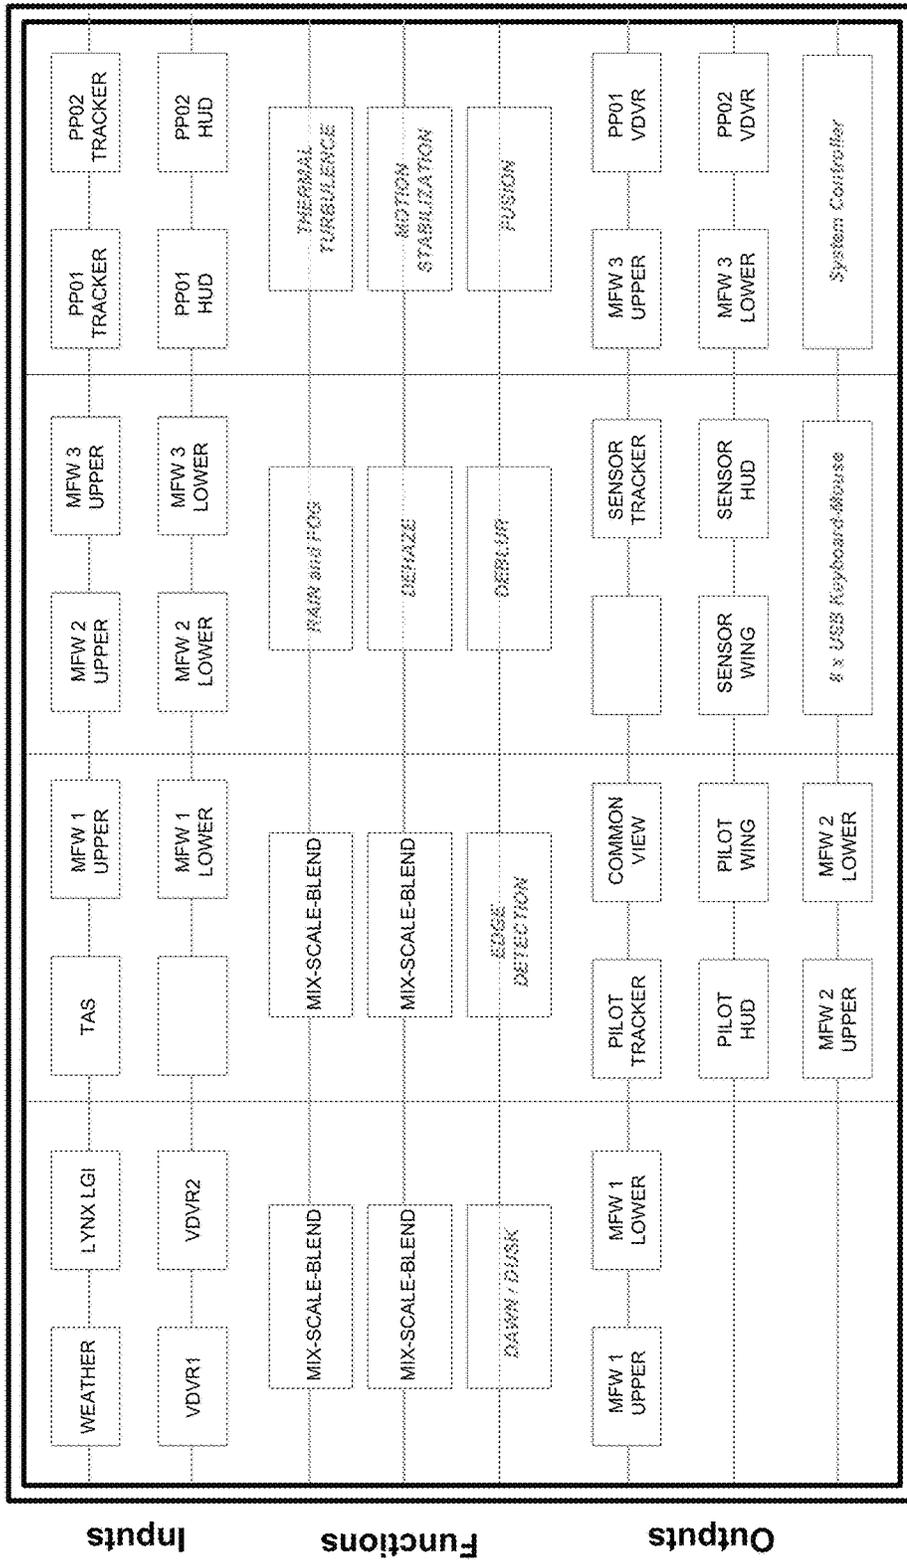 Inputs
WEATHER
LYNX LGI
TAS
MFW 1
UPPER
MFW 2
UPPER
MFW 3
UPPER
PP01
TRACKER
PP02
TRACKER
VDVR1
VDVR2
MFW 1
LOWER
MFW 2
LOWER
MFW 3
LOWER
PP01
HUD
PP02
HUD
Functions
MIX-SCALE-BLEND
MIX-SCALE-BLEND
RAIN and FOG
THERMAL
TURBULENCE
MIX-SCALE-BLEND
MIX-SCALE-BLEND
DEHAZE
MOTION
STABILIZATION
DAWN / DUSK
EDGE
DETECTION
DEBLUR
FUSION
Outputs
MFW 1
UPPER
MFW 1
LOWER
PILOT
TRACKER
COMMON
VIEW
SENSOR
TRACKER
MFW 3
UPPER
PP01
VDVR
PILOT
HUD
PILOT
WING
SENSOR
WING
SENSOR
HUD
MFW 3
LOWER
PP02
VDVR
MFW 2
UPPER
MFW 2
LOWER
8 x USB Keyboard-Mouse
System Controller